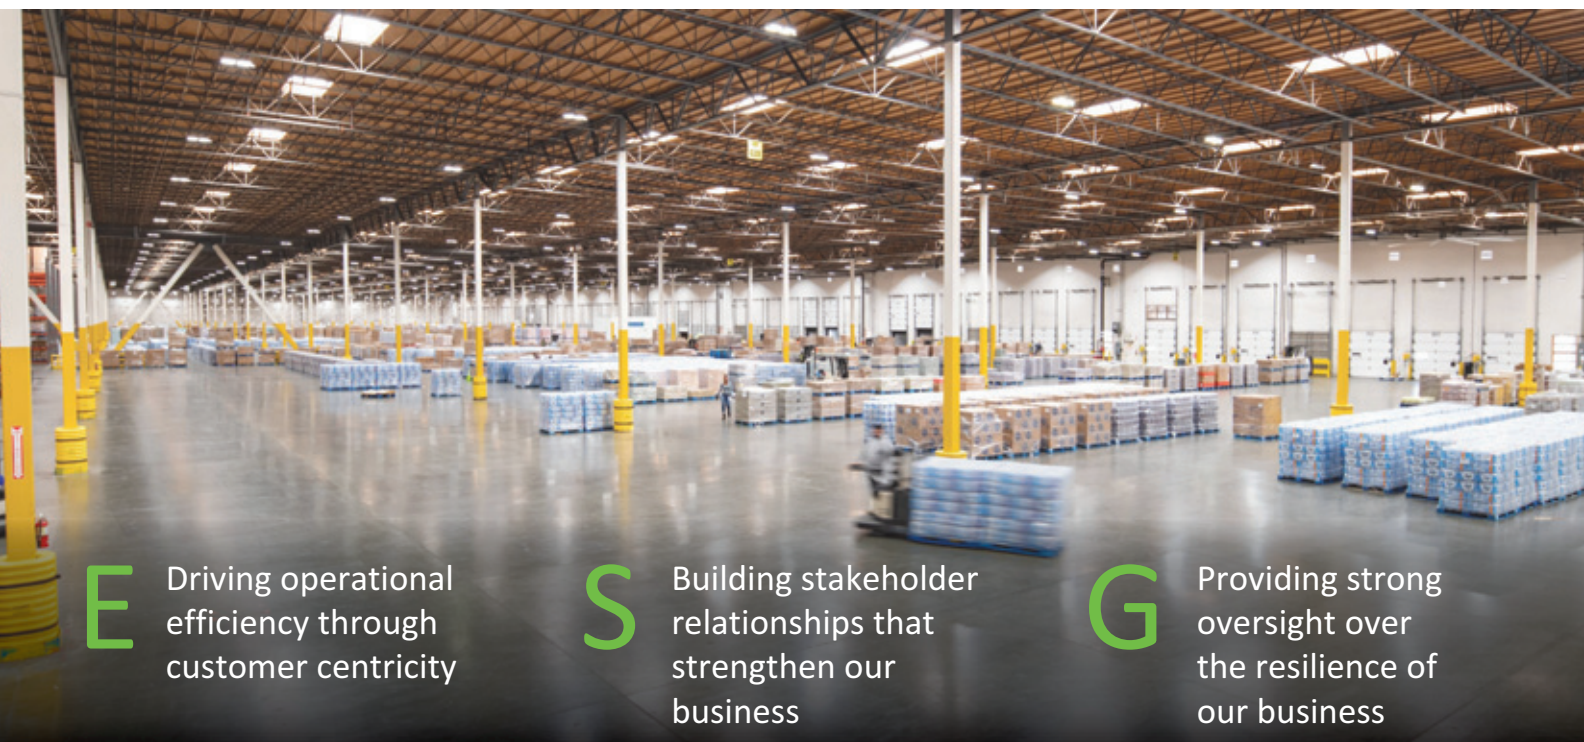 E
Driving operational
efficiency through
customer centricity
S
Building stakeholder
relationships that
strengthen our
business
G
Providing strong
oversight over
the resilience of
our business